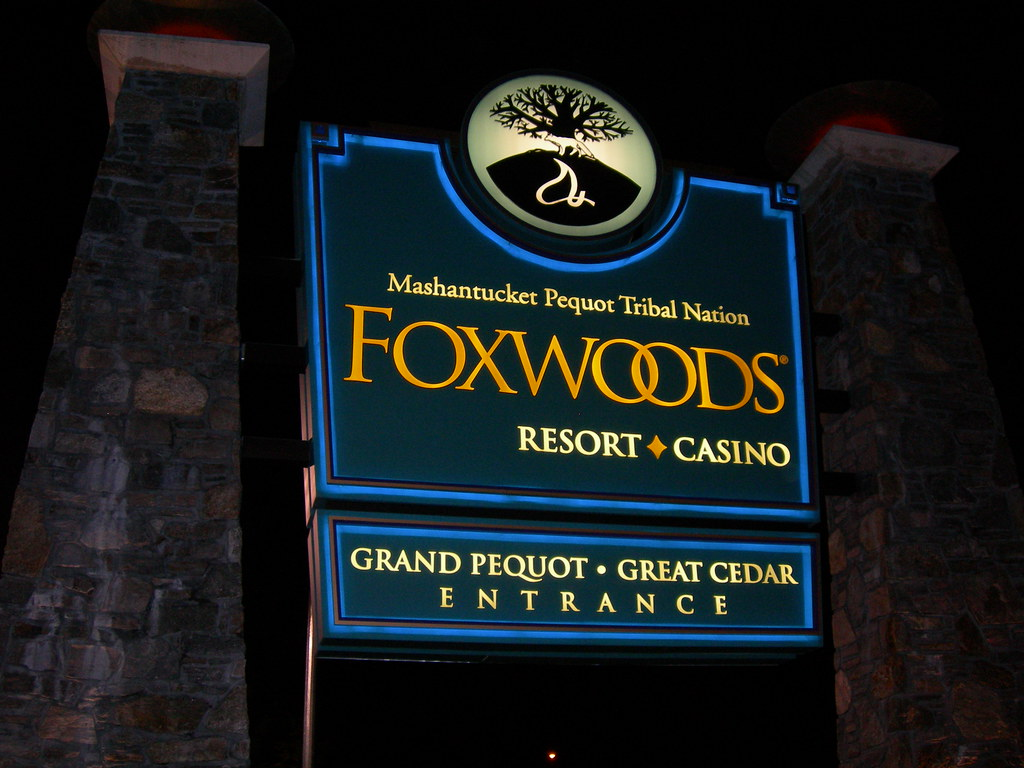 Mashantucket Pequot Tribal Nation
FOXWOODS®
RESORT ♦ CASINO
GRAND PEQUOT • GREAT CEDAR
ENTRANCE